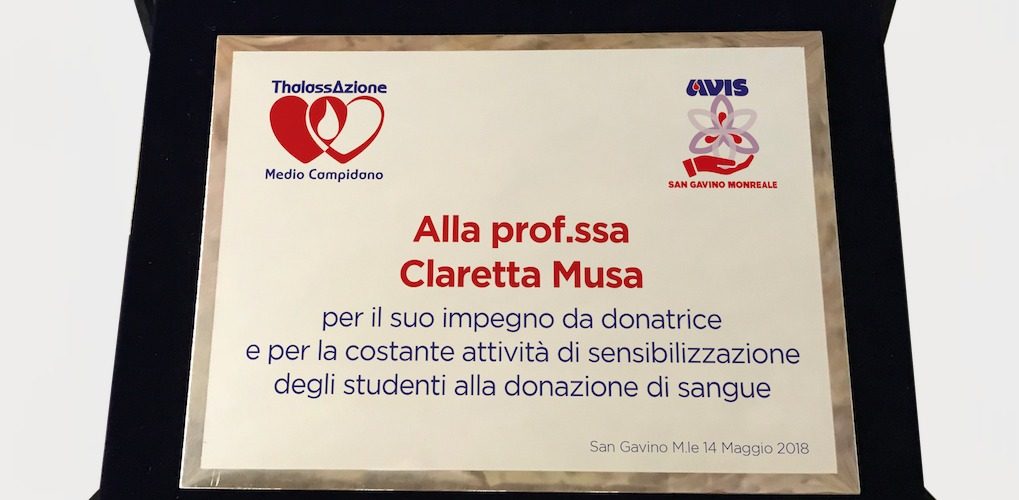 ThalassAzione
Medio Campidano
AVIS
SAN GAVINO MONREALE
Alla prof.ssa
Claretta Musa
per il suo impegno da donatrice
e per la costante attività di sensibilizzazione
degli studenti alla donazione di sangue
San Gavino M.le 14 Maggio 2018